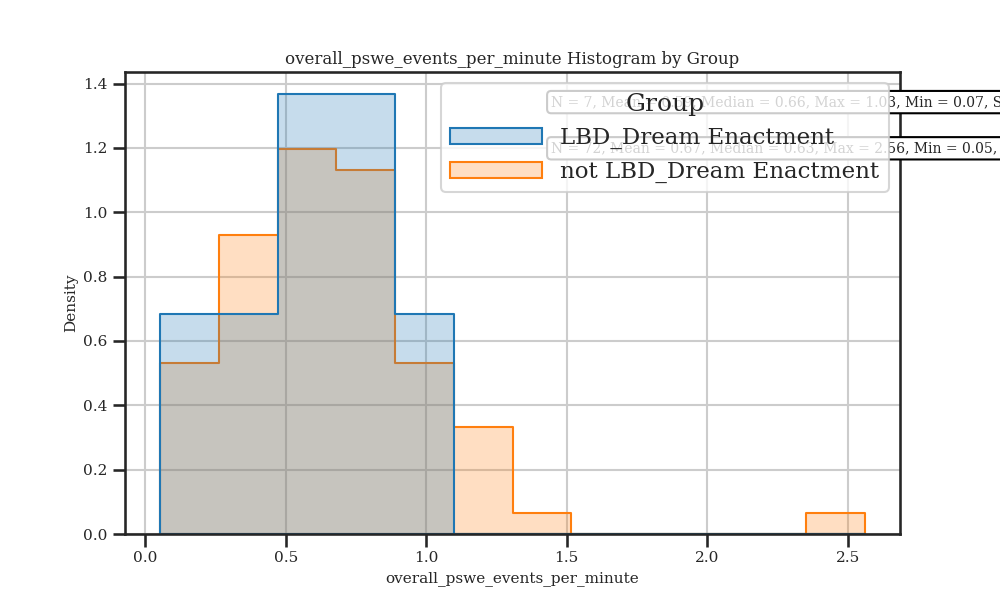 overall_pswe_events_per_minute Histogram by Group
1.4
1.2
1.0
0.8
0.6
0.4
0.2
0.0
Density
Group
LBD_Dream Enactment
not LBD_Dream Enactment
N = 7, Mean Median = 0.66, Max = 1.03, Min = 0.07, S
N = 72, Mean = 0.67, Median = 0.63, Max = 2.56, Min = 0.05,
0.0 0.5 1.0 1.5 2.0 2.5
overall_pswe_events_per_minute